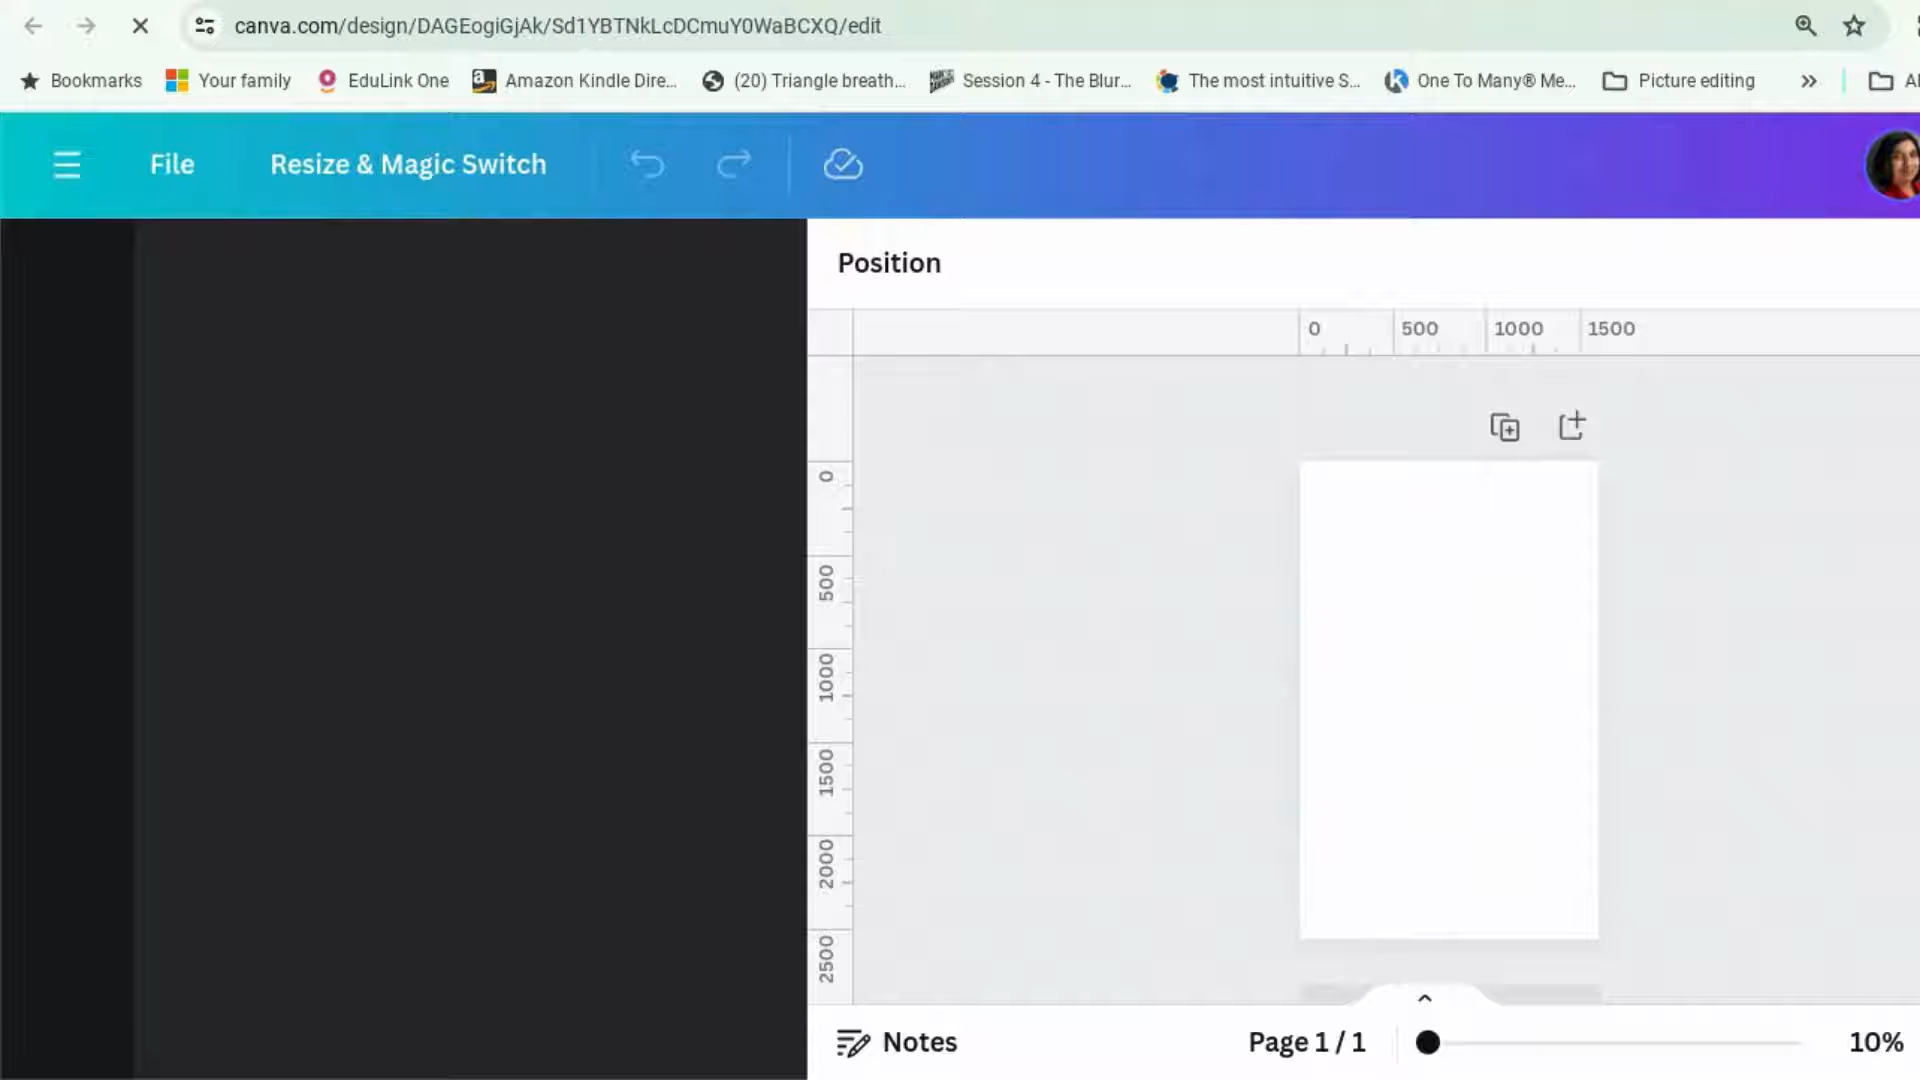 canva.com/design/DAGEogiGjAk/Sd1YBTNkLcDCmuY0WaBCXQ/edit
Bookmarks Your family EduLink One Amazon Kindle Dire... (20) Triangle breath... Session 4 - The Blur... The most intuitive S... One To Many® Me... Picture editing »
File Resize & Magic Switch
Position
0 500 1000 1500
0
500
1000
1500
2000
2500
Notes Page 1 / 1 10%